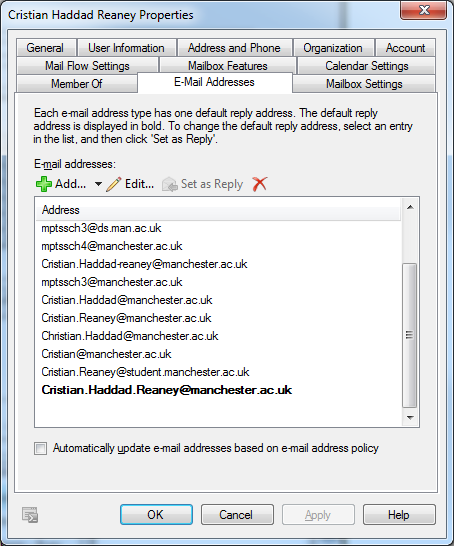 Cristian Haddad Reaney Properties
General User Information Address and Phone Organization Account
Mail Flow Settings Mailbox Features Calendar Settings
Member Of E-Mail Addresses Mailbox Settings
Each e-mail address type has one default reply address. The default reply
address is displayed in bold. To change the default reply address, select an entry
in the list, and then click 'Set as Reply'.
E-mail addresses:
Add... Edit... Set as Reply
Address
mptssch3@ds.man.ac.uk
mptssch4@manchester.ac.uk
Cristian.Haddad-reaney@manchester.ac.uk
mptssch3@manchester.ac.uk
Cristian.Haddad@manchester.ac.uk
Cristian.Reaney@manchester.ac.uk
Christian.Haddad@manchester.ac.uk
Cristian@manchester.ac.uk
Cristian.Reaney@student.manchester.ac.uk
Cristian.Haddad.Reaney@manchester.ac.uk
Automatically update e-mail addresses based on e-mail address policy
OK Cancel Apply Help